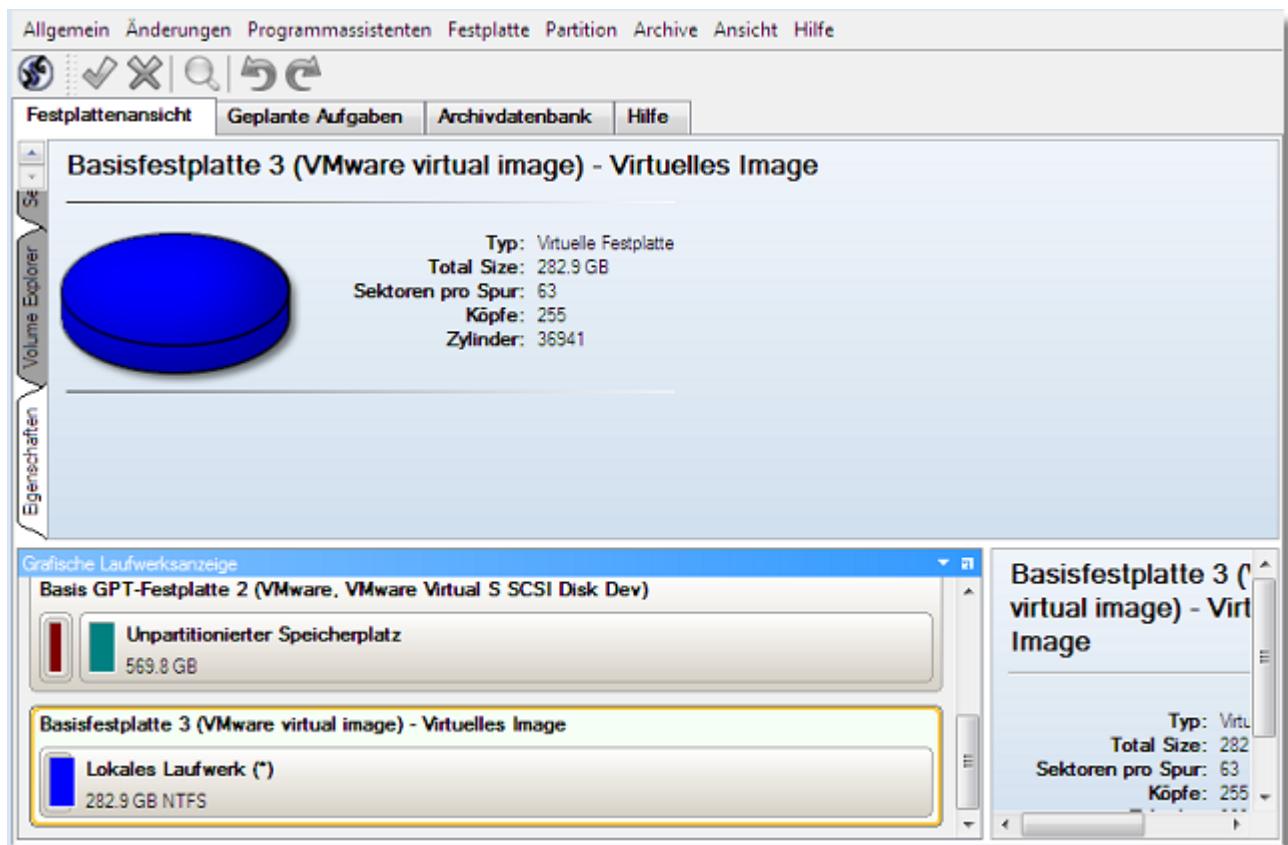 Allgemein Änderungen Programmassistenten Festplatte Partition Archive Ansicht Hilfe
Festplattenansicht Geplante Aufgaben Archivdatenbank Hilfe
Basisfestplatte 3 (VMware virtual image) - Virtuelles Image
Se
Volume Explorer
Eigenschaften
Typ: Virtuelle Festplatte
Total Size: 282.9 GB
Sektoren pro Spur: 63
Köpfe: 255
Zylinder: 36941
Grafische Laufwerksanzeige
Basis GPT-Festplatte 2 (VMware, VMware Virtual S SCSI Disk Dev)
Unpartitionierter Speicherplatz
569.8 GB
Basisfestplatte 3 (VMware virtual image) - Virtuelles Image
Lokales Laufwerk (*)
282.9 GB NTFS
Basisfestplatte 3 (
virtual image) - Virt
Image
Typ: Virtu
Total Size: 282
Sektoren pro Spur: 63
Köpfe: 255